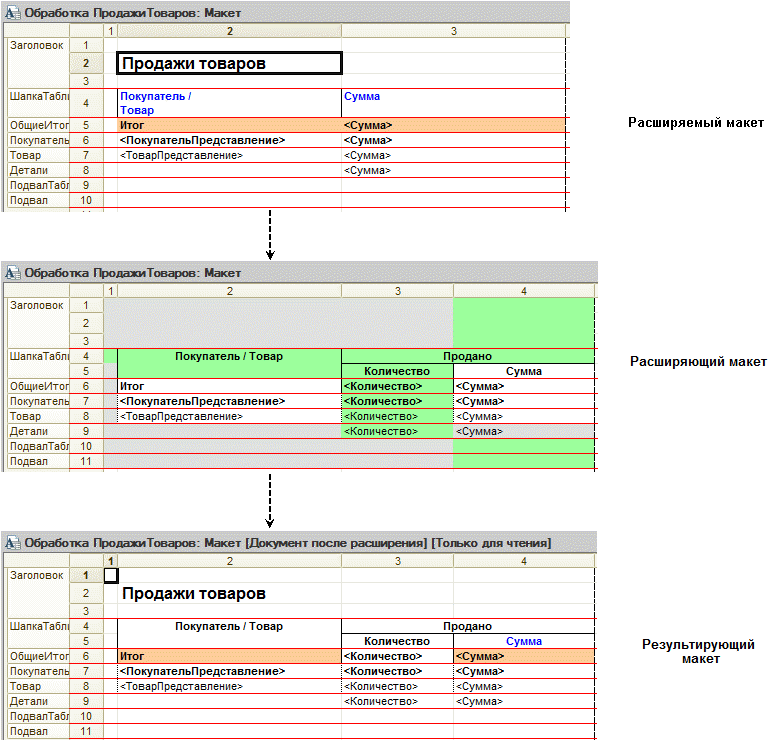 Обработка ПродажиТоваров: Макет
1 2 3
Заголовок 1
2 Продажи товаров
3
ШапкаТабли 4 Покупатель / Сумма
Товар
ОбщиеИтог 5 Итог <Сумма>
Покупатель 6 <ПокупательПредставление> <Сумма>
Товар 7 <ТоварПредставление> <Сумма>
Детали 8 <Сумма>
ПодвалТабл 9
Подвал 10
Расширяемый макет
Обработка ПродажиТоваров: Макет
1 2 3 4
Заголовок 1
2
3
ШапкаТабли 4 Покупатель / Товар Продано
5 Количество Сумма
ОбщиеИтог 6 Итог <Количество> <Сумма>
Покупатель 7 <ПокупательПредставление> <Количество> <Сумма>
Товар 8 <ТоварПредставление> <Количество> <Сумма>
Детали 9 <Количество> <Сумма>
ПодвалТабл 10
Подвал 11
Расширяющий макет
Обработка ПродажиТоваров: Макет [Документ после расширения] [Только для чтения]
1 2 3 4
Заголовок 1
2 Продажи товаров
3
ШапкаТабли 4 Покупатель / Товар Продано
5 Количество Сумма
ОбщиеИтог 6 Итог <Количество> <Сумма>
Покупатель 7 <ПокупательПредставление> <Количество> <Сумма>
Товар 8 <ТоварПредставление> <Количество> <Сумма>
Детали 9 <Количество> <Сумма>
ПодвалТабл 10
Подвал 11
Результирующий
макет